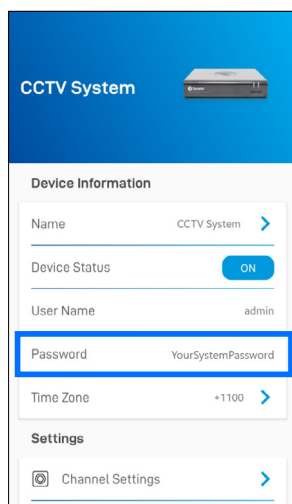 CCTV System
Device Information
Name CCTV System
Device Status ON
User Name admin
Password YourSystemPassword
Time Zone +1100
Settings
Channel Settings